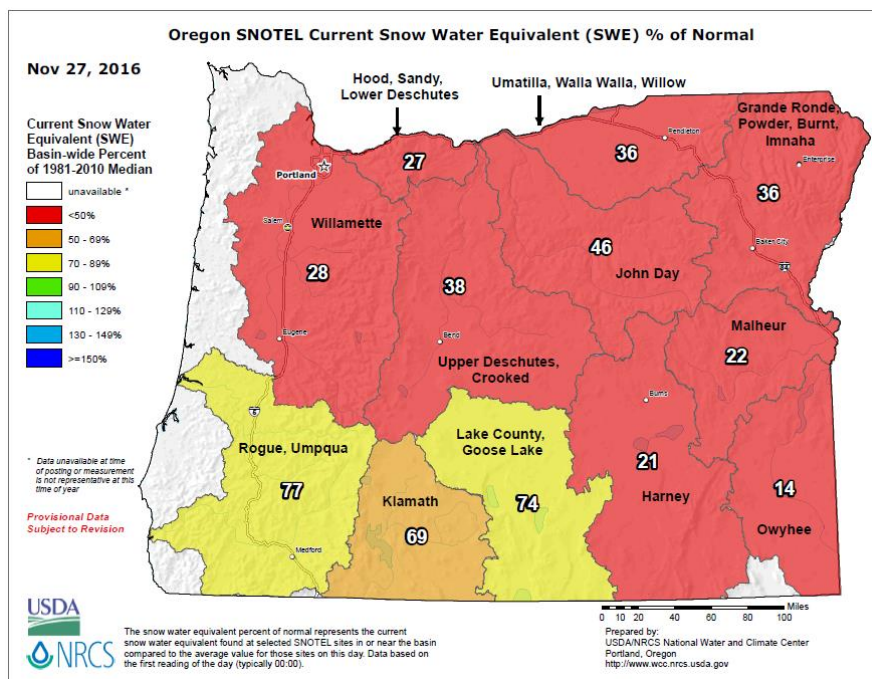 Oregon SNOTEL Current Snow Water Equivalent (SWE) % of Normal
Nov 27, 2016
Current Snow Water
Equivalent (SWE)
Basin-wide Percent
of 1981-2010 Median
unavailable *
<50%
50 - 69%
70 - 89%
90 - 109%
110 - 129%
130 - 149%
>=150%
Hood, Sandy,
Lower Deschutes
Umatilla, Walla Walla, Willow
Grande Ronde,
Powder, Burnt,
Imnaha
Portland
27
36
Pendleton
Enterprise
36
Salem
Willamette
28
38
46
John Day
Baker City
84
Eugene
Bend
Upper Deschutes,
Crooked
Malheur
22
Burns
5
Rogue, Umpqua
77
Lake County,
Goose Lake
74
21
Harney
14
Owyhee
Klamath
69
Medford
* Data unavailable at time
of posting or measurement
is not representative at this
time of year
Provisional Data
Subject to Revision
USDA
NRCS
The snow water equivalent percent of normal represents the current
snow water equivalent found at selected SNOTEL sites in or near the basin
compared to the average value for those sites on this day. Data based on
the first reading of the day (typically 00:00).
Miles
0 10 20 40 60 80 100
Prepared by:
USDA/NRCS National Water and Climate Center
Portland, Oregon
http://www.wcc.nrcs.usda.gov